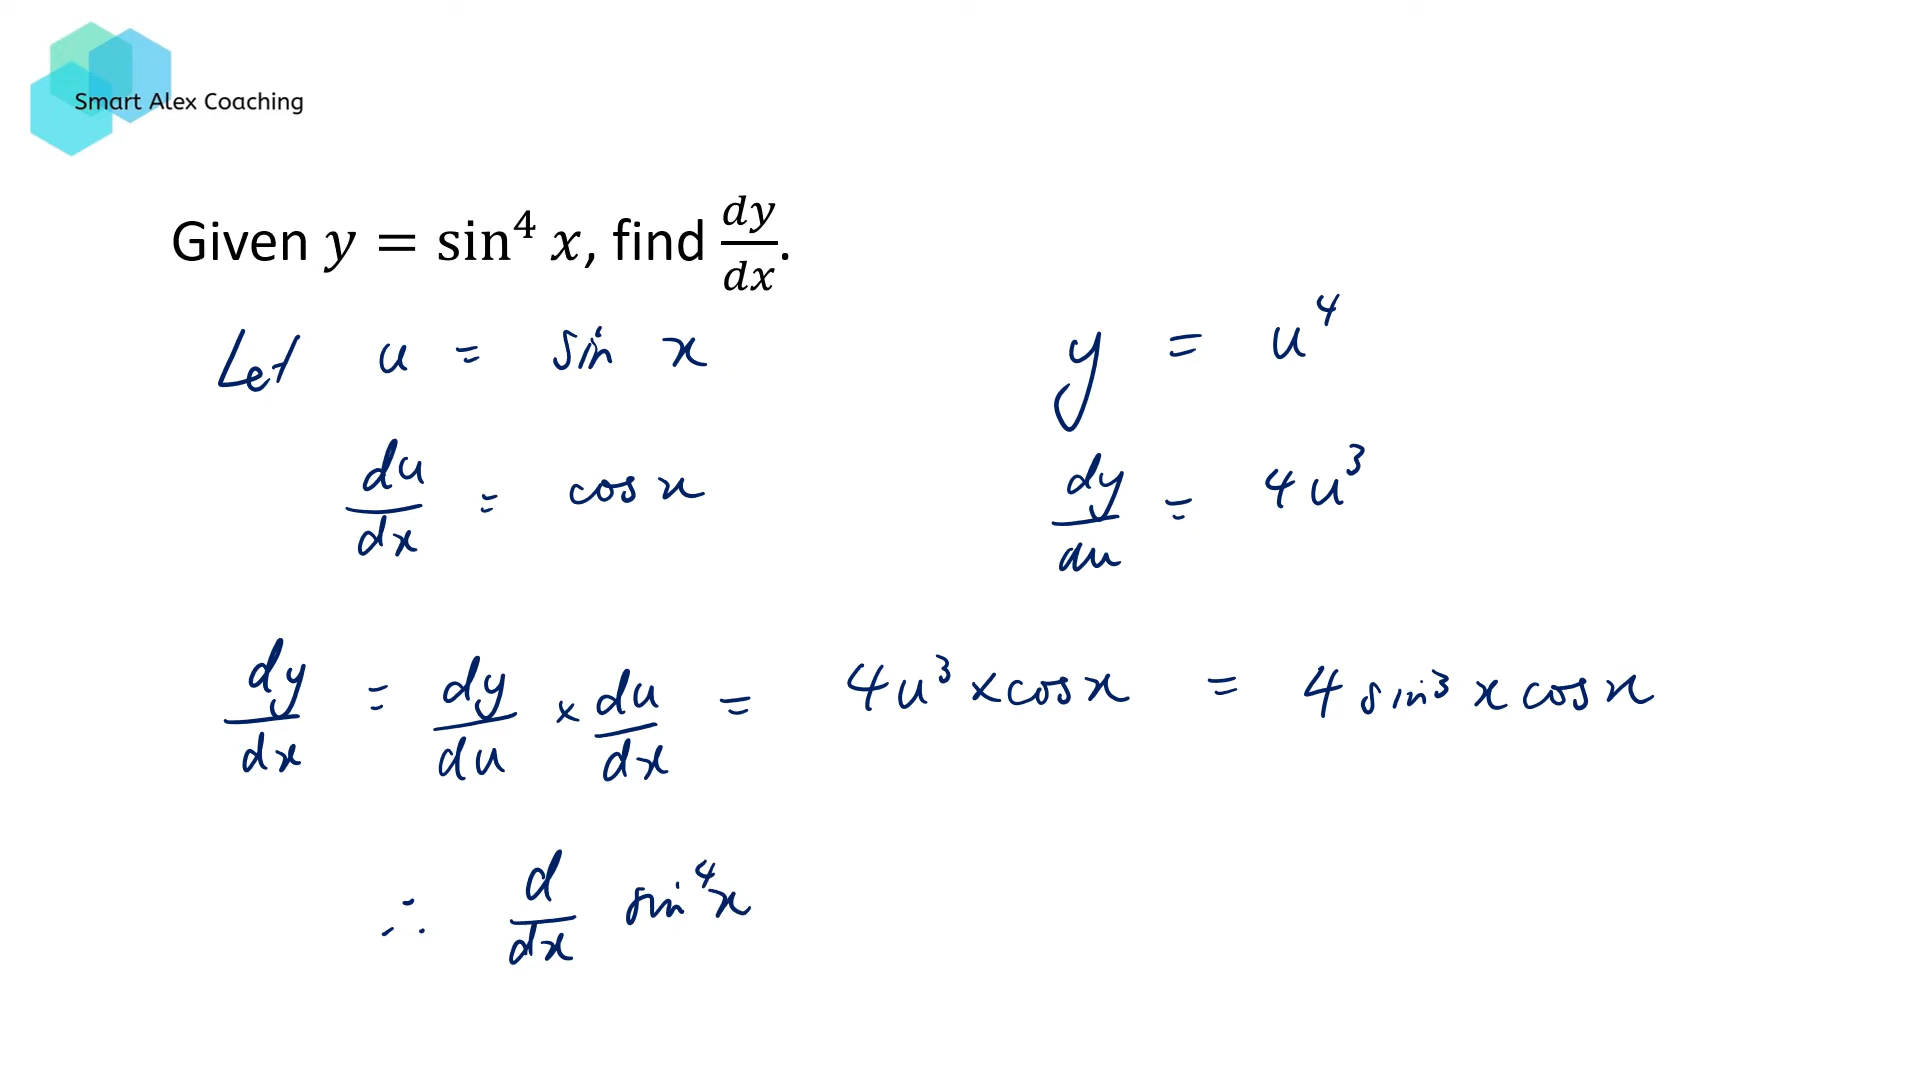 Smart Alex Coaching
Given y = sin⁴ x, find dy/dx.
Let u = sin x
y = u⁴
du/dx = cos x
dy/du = 4u³
dy/dx = dy/du × du/dx = 4u³ × cos x = 4 sin³ x cos x
∴ d/dx sin⁴x